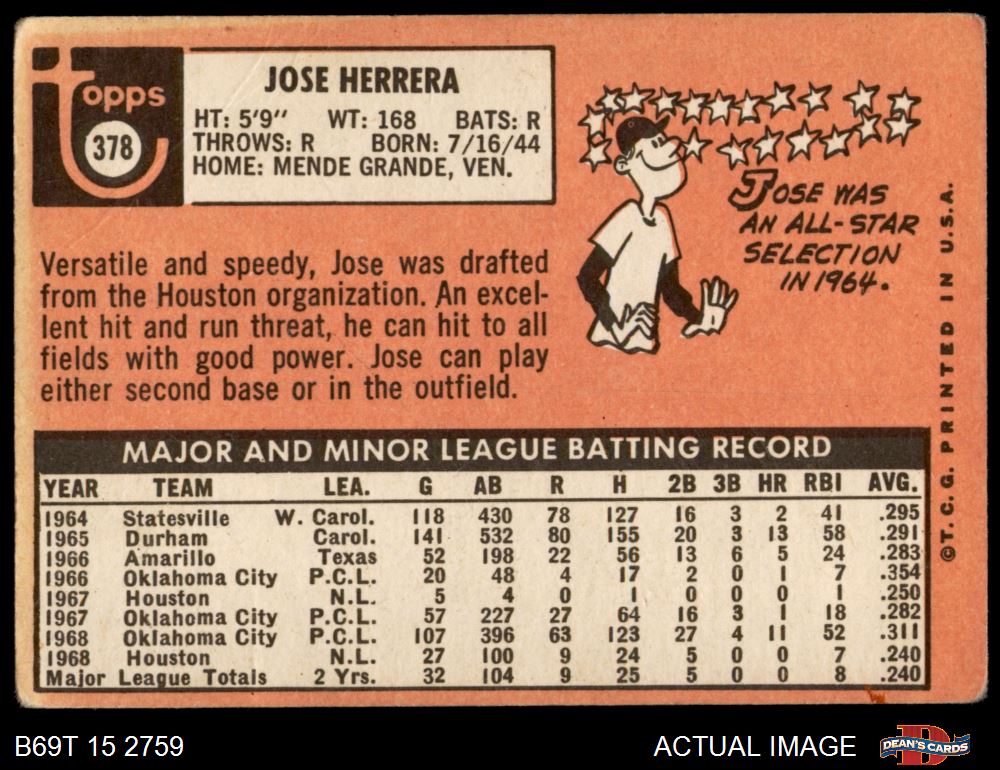 topps
378
JOSE HERRERA
HT: 5'9" WT: 168 BATS: R
THROWS: R BORN: 7/16/44
HOME: MENDE GRANDE, VEN.
JOSE WAS
AN ALL-STAR
SELECTION
IN 1964.
Versatile and speedy, Jose was drafted
from the Houston organization. An excel-
lent hit and run threat, he can hit to all
fields with good power. Jose can play
either second base or in the outfield.
MAJOR AND MINOR LEAGUE BATTING RECORD
YEAR TEAM LEA. G AB R H 2B 3B HR RBI AVG.
1964 Statesville W. Carol. 118 430 78 127 16 3 2 41 .295
1965 Durham Carol. 141 532 80 155 20 3 13 58 .291
1966 Amarillo Texas 52 198 22 56 13 6 5 24 .283
1966 Oklahoma City P.C.L. 20 48 4 17 2 0 1 7 .354
1967 Houston N.L. 5 4 0 1 0 0 0 1 .250
1967 Oklahoma City P.C.L. 57 227 27 64 16 3 1 18 .282
1968 Oklahoma City P.C.L. 107 396 63 123 27 4 11 52 .311
1968 Houston N.L. 27 100 9 24 5 0 0 7 .240
Major League Totals 2 Yrs. 32 104 9 25 5 0 0 8 .240
©T.C.G. PRINTED IN U.S.A.
B69T 15 2759
ACTUAL IMAGE
D
DEAN'S CARDS